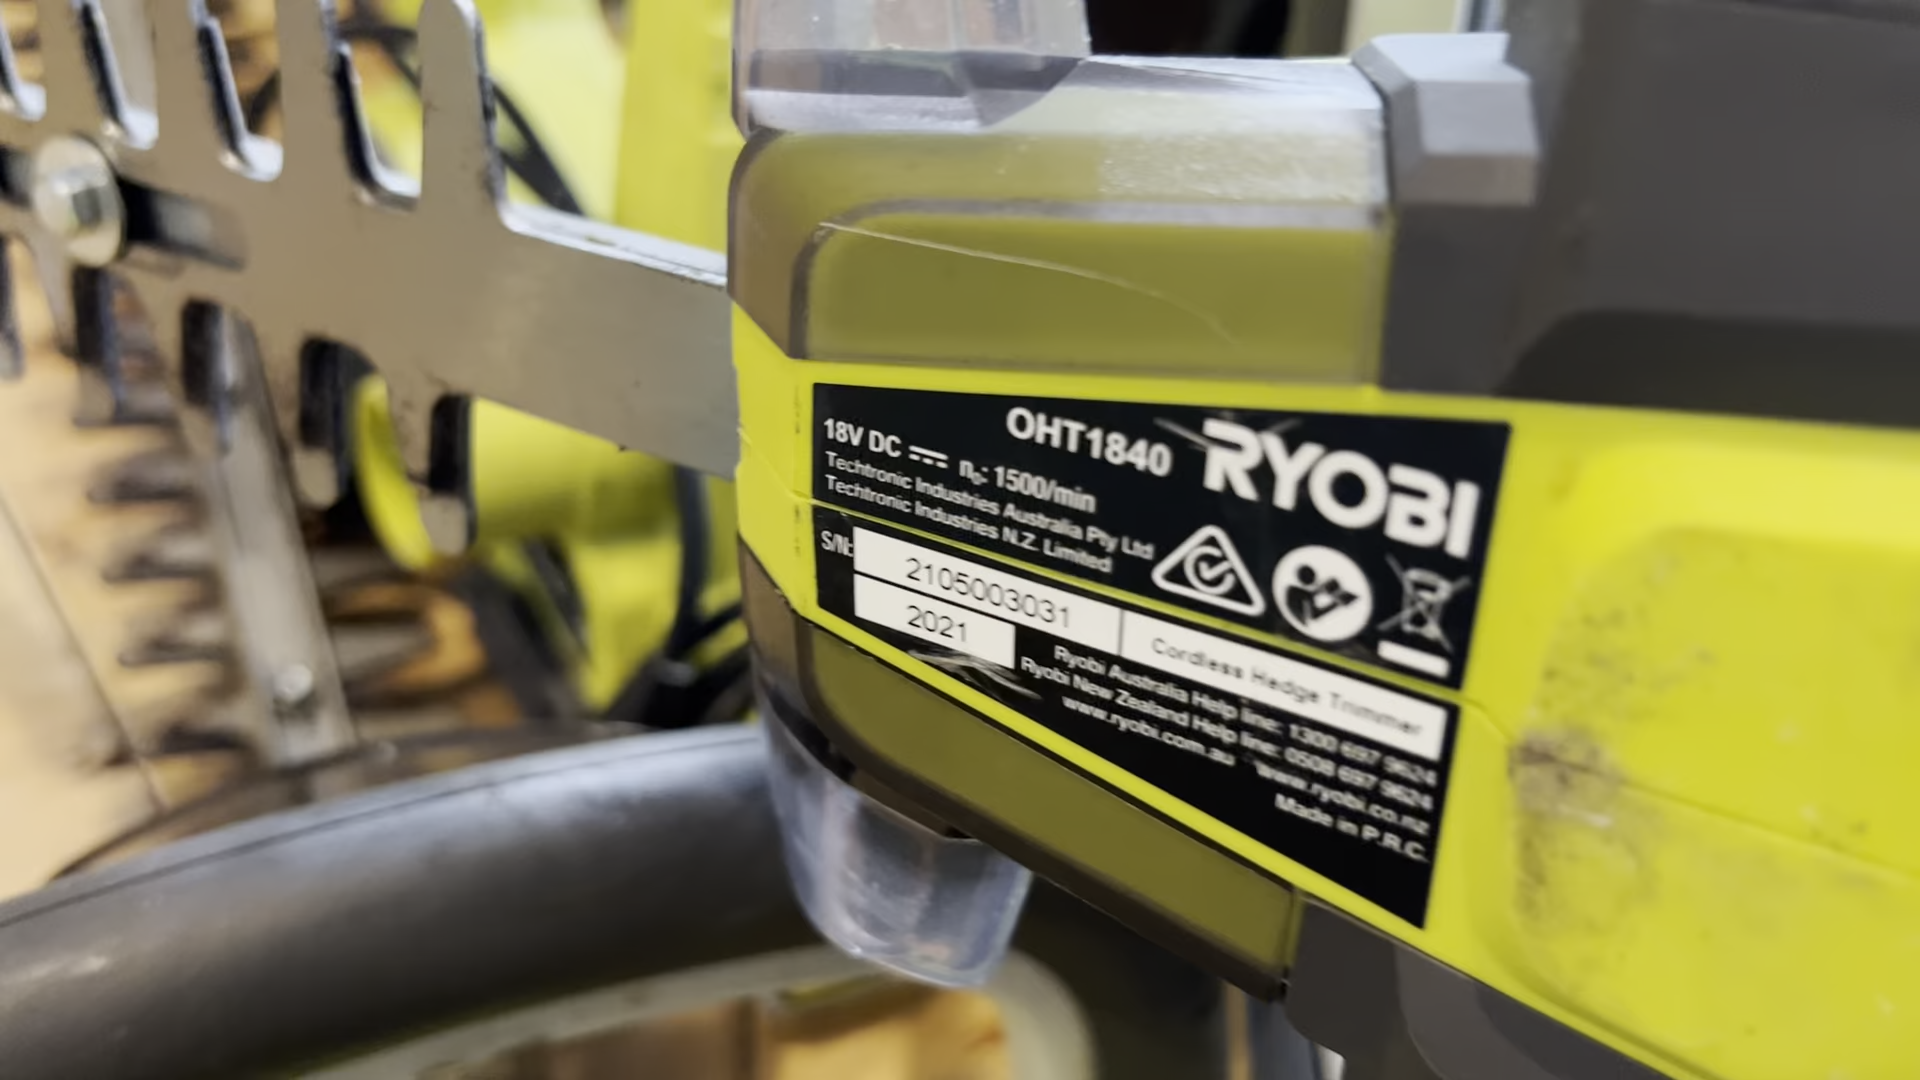 OHT1840
RYOBI
18V DC n₀: 1500/min
Techtronic Industries Australia Pty Ltd
Techtronic Industries N.Z. Limited
S/N: 2105003031 Cordless Hedge Trimmer
2021
Ryobi Australia Help line: 1300 697 9624
Ryobi New Zealand Help line: 0508 697 9624
www.ryobi.com.au www.ryobi.co.nz
Made in P.R.C.